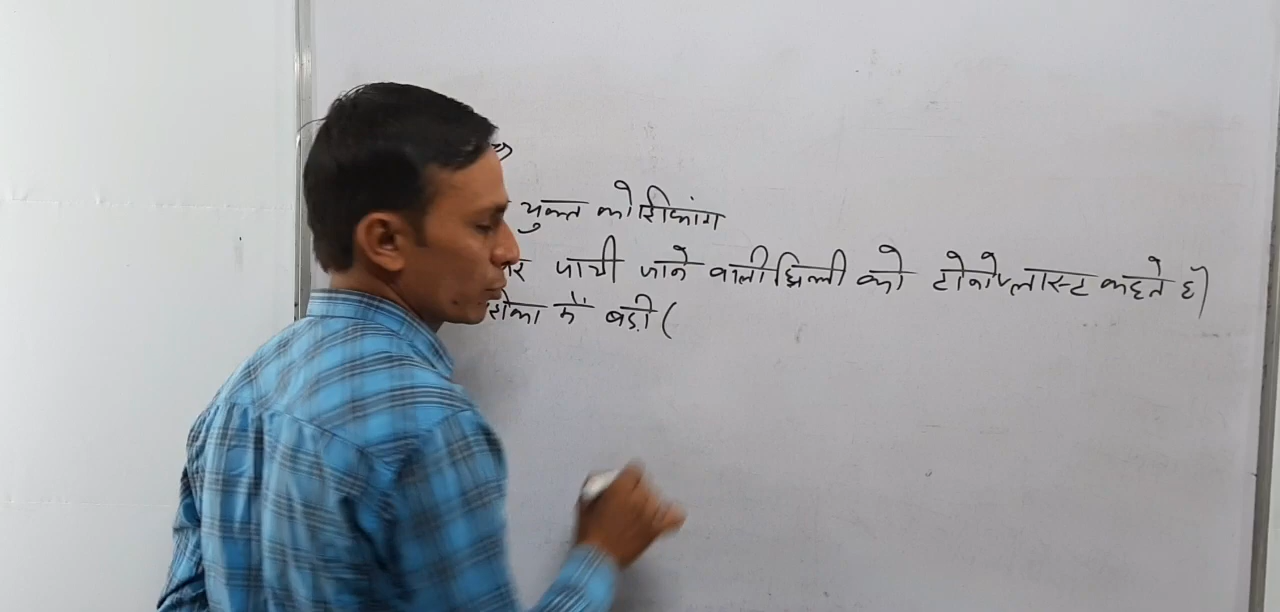 युक्त कोशिकांग
पायी जाने वाली झिल्ली को टोनोप्लास्ट कहते है)
में बडी (